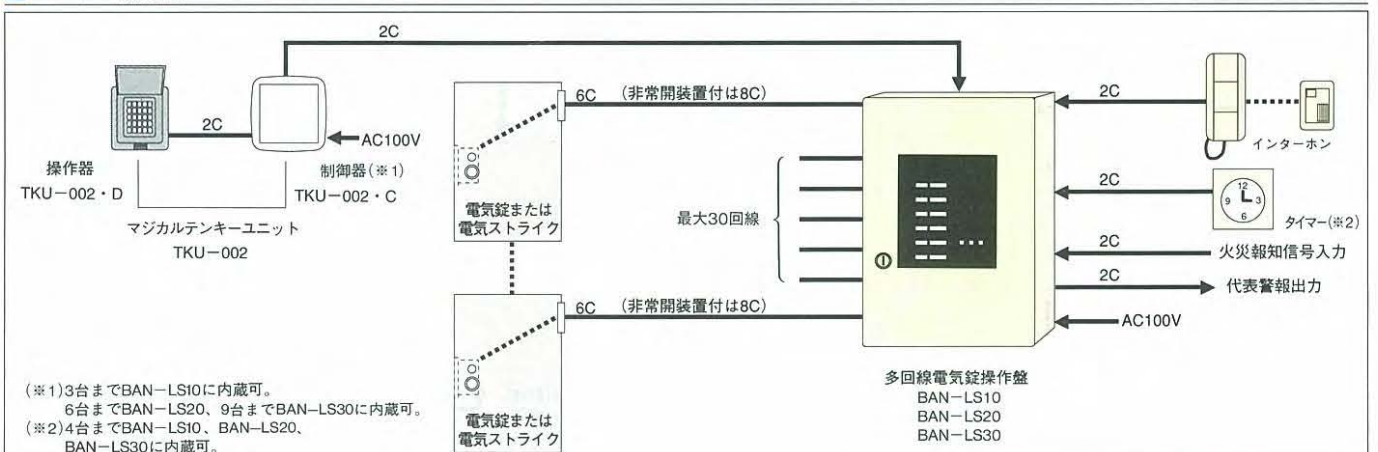 2C
操作器
TKU−002・D
2C
AC100V
制御器(※1)
TKU−002・C
マジカルテンキーユニット
TKU−002
電気錠または
電気ストライク
6C (非常開装置付は8C)
最大30回線
電気錠または
電気ストライク
6C (非常開装置付は8C)
2C
インターホン
2C
12
9 3
6
タイマー(※2)
2C
火災報知信号入力
2C
代表警報出力
AC100V
多回線電気錠操作盤
BAN−LS10
BAN−LS20
BAN−LS30
(※1)3台までBAN−LS10に内蔵可。
6台までBAN−LS20、9台までBAN−LS30に内蔵可。
(※2)4台までBAN−LS10、BAN−LS20、
BAN−LS30に内蔵可。